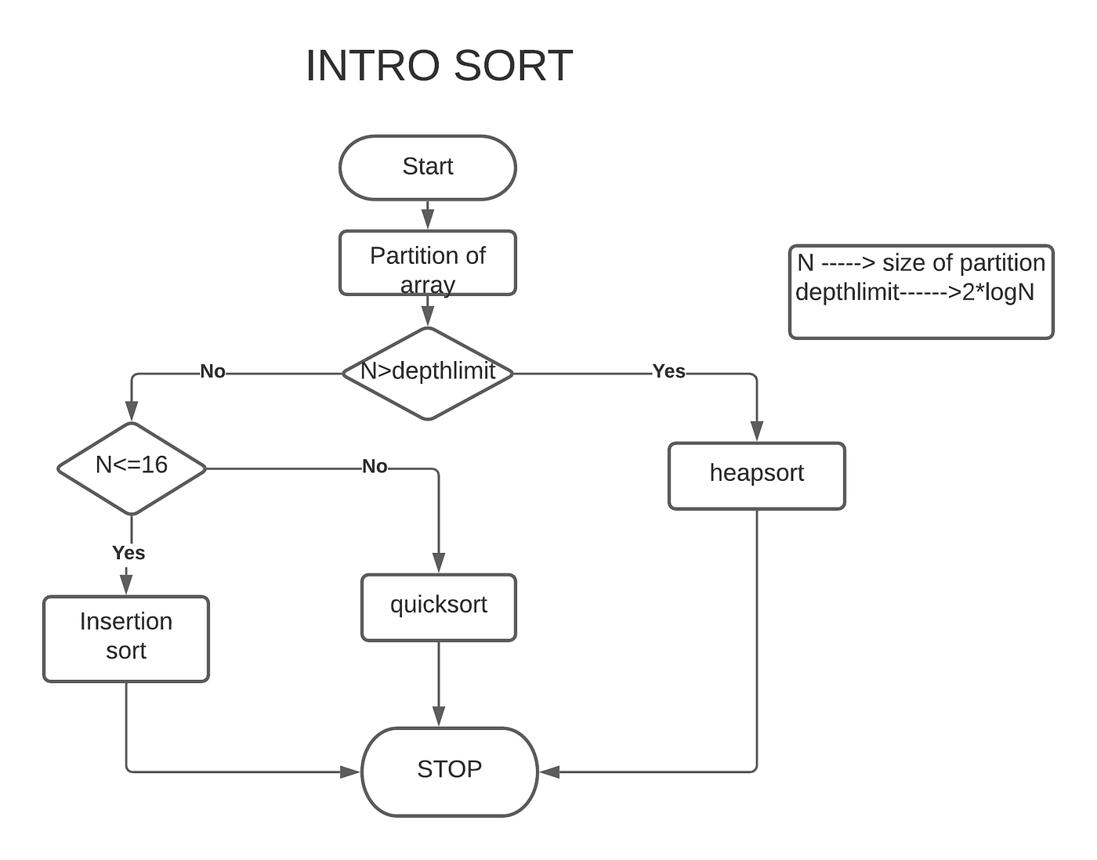 INTRO SORT
Start
Partition of
array
N -----> size of partition
depthlimit------>2*logN
N>depthlimit
No
Yes
N<=16
No
heapsort
Yes
quicksort
Insertion
sort
STOP